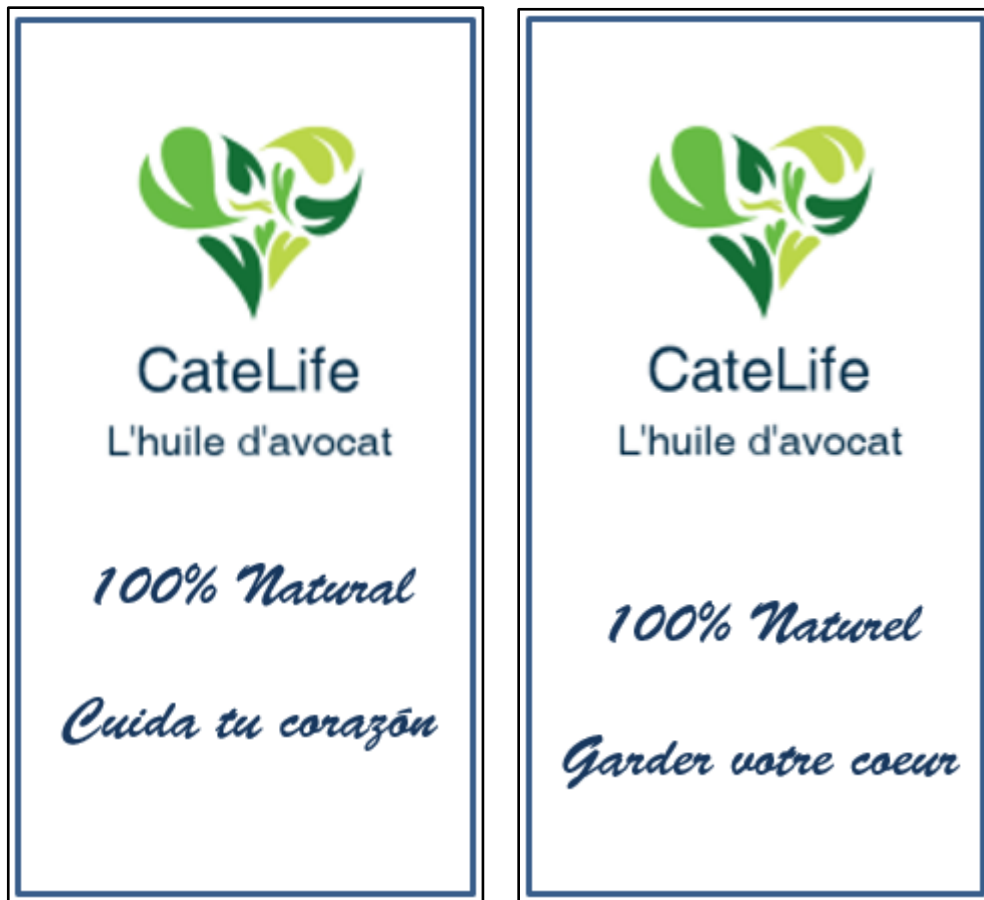 CateLife
L'huile d'avocat
100% Natural
Cuida tu corazón
CateLife
L'huile d'avocat
100% Naturel
Garder votre coeur